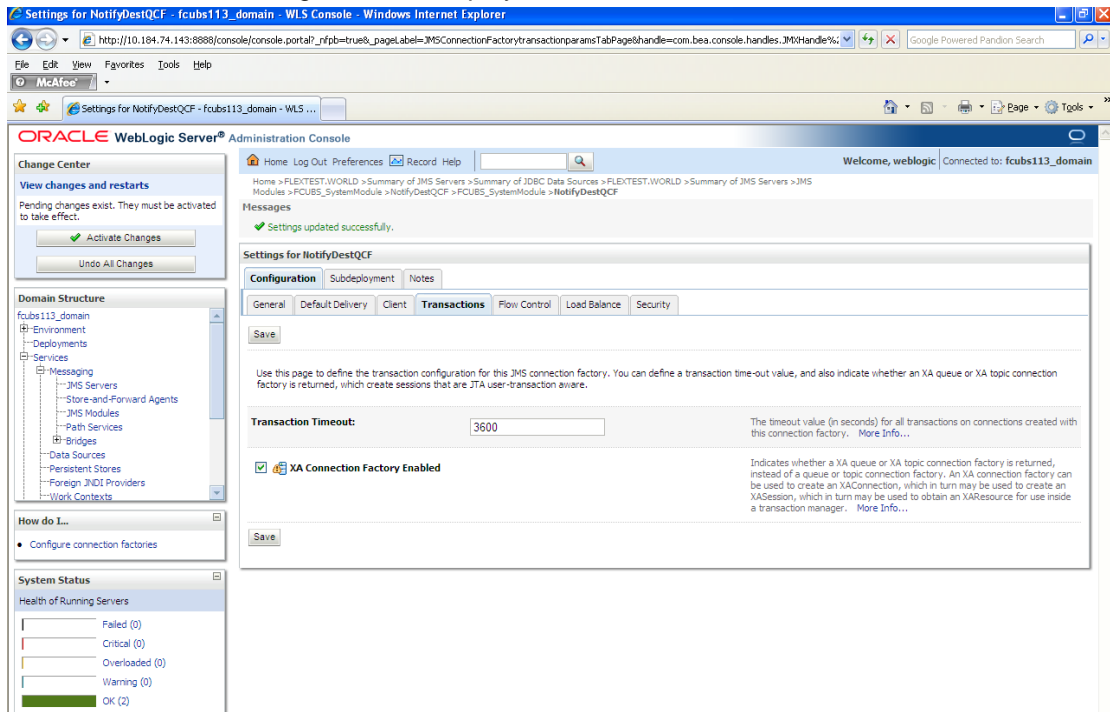 Settings for NotifyDestQCF - fcubs113_domain - WLS Console - Windows Internet Explorer
http://10.184.74.143:8888/console/console.portal?_nfpb=true&_pageLabel=JMSConnectionFactorytransactionparamsTabPage&handle=com.bea.console.handles.JMXHandle%
Google Powered Pandion Search
File Edit View Favorites Tools Help
McAfee
Settings for NotifyDestQCF - fcubs113_domain - WLS ...
Page Tools »
ORACLE WebLogic Server® Administration Console
Change Center
View changes and restarts
Pending changes exist. They must be activated
to take effect.
Activate Changes
Undo All Changes
Domain Structure
fcubs113_domain
Environment
Deployments
Services
Messaging
JMS Servers
Store-and-Forward Agents
JMS Modules
Path Services
Bridges
Data Sources
Persistent Stores
Foreign JNDI Providers
Work Contexts
How do I...
Configure connection factories
System Status
Health of Running Servers
Failed (0)
Critical (0)
Overloaded (0)
Warning (0)
OK (2)
Home Log Out Preferences Record Help
Welcome, weblogic Connected to: fcubs113_domain
Home >FLEXTEST.WORLD >Summary of JMS Servers >Summary of JDBC Data Sources >FLEXTEST.WORLD >Summary of JMS Servers >JMS
Modules >FCUBS_SystemModule >NotifyDestQCF >FCUBS_SystemModule >NotifyDestQCF
Messages
Settings updated successfully.
Settings for NotifyDestQCF
Configuration Subdeployment Notes
General Default Delivery Client Transactions Flow Control Load Balance Security
Save
Use this page to define the transaction configuration for this JMS connection factory. You can define a transaction time-out value, and also indicate whether an XA queue or XA topic connection
factory is returned, which create sessions that are JTA user-transaction aware.
Transaction Timeout:
3600
The timeout value (in seconds) for all transactions on connections created with
this connection factory. More Info...
XA Connection Factory Enabled
Indicates whether a XA queue or XA topic connection factory is returned,
instead of a queue or topic connection factory. An XA connection factory can
be used to create an XAConnection, which in turn may be used to create an
XASession, which in turn may be used to obtain an XAResource for use inside
a transaction manager. More Info...
Save